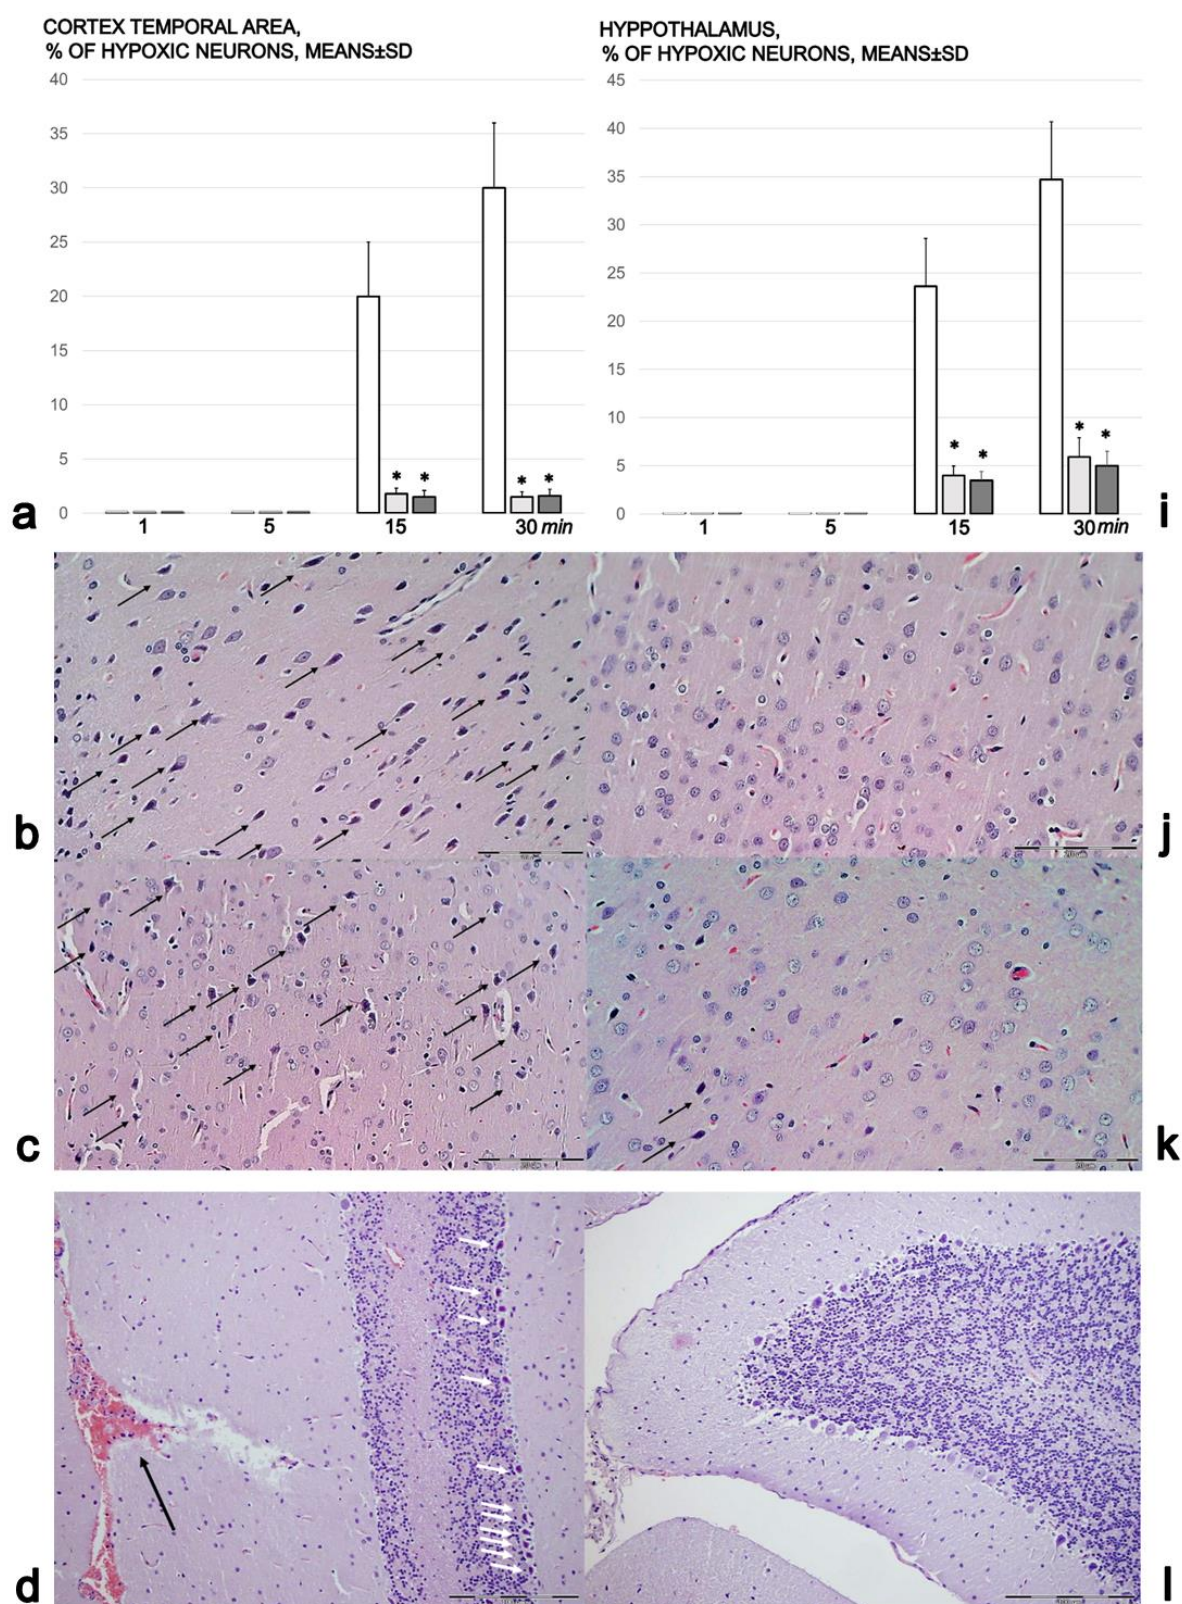 CORTEX TEMPORAL AREA,
% OF HYPOXIC NEURONS, MEANS±SD
40
35
30
25
20
15
10
5
0
1 5 15 30 min
a
HYPPOTHALAMUS,
% OF HYPOXIC NEURONS, MEANS±SD
45
40
35
30
25
20
15
10
5
0
1 5 15 30 min
i
* * * *
* * * *
b
j
c
k
d
l